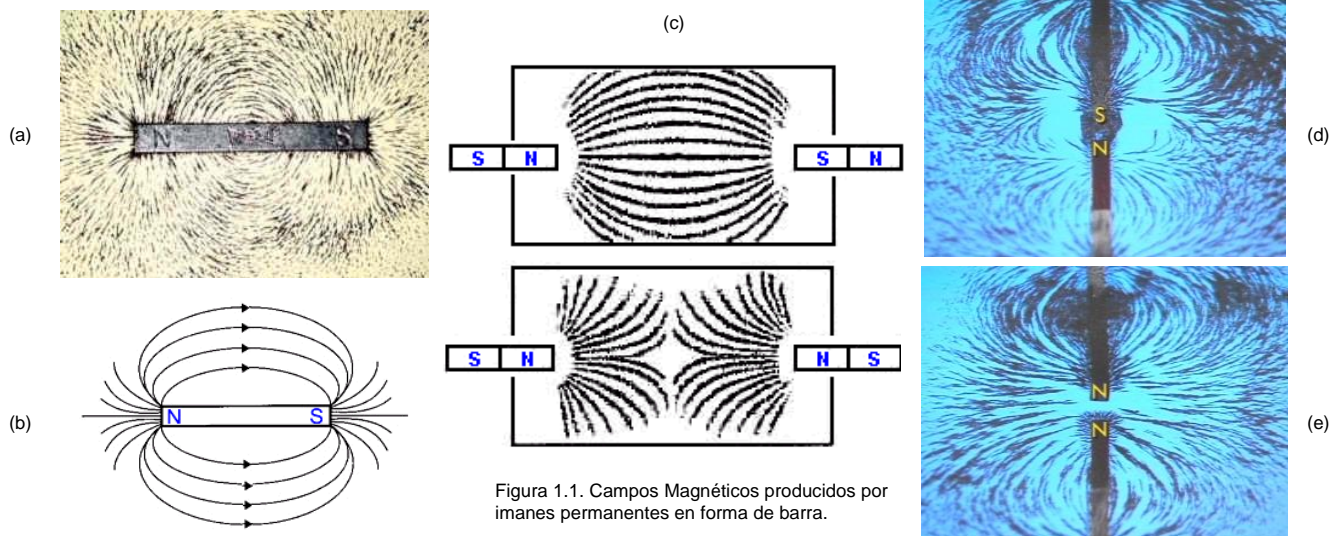 (a)
N S
(b)
N S
(c)
S N S N
S N N S
Figura 1.1. Campos Magnéticos producidos por
imanes permanentes en forma de barra.
(d)
S
N
(e)
N
N